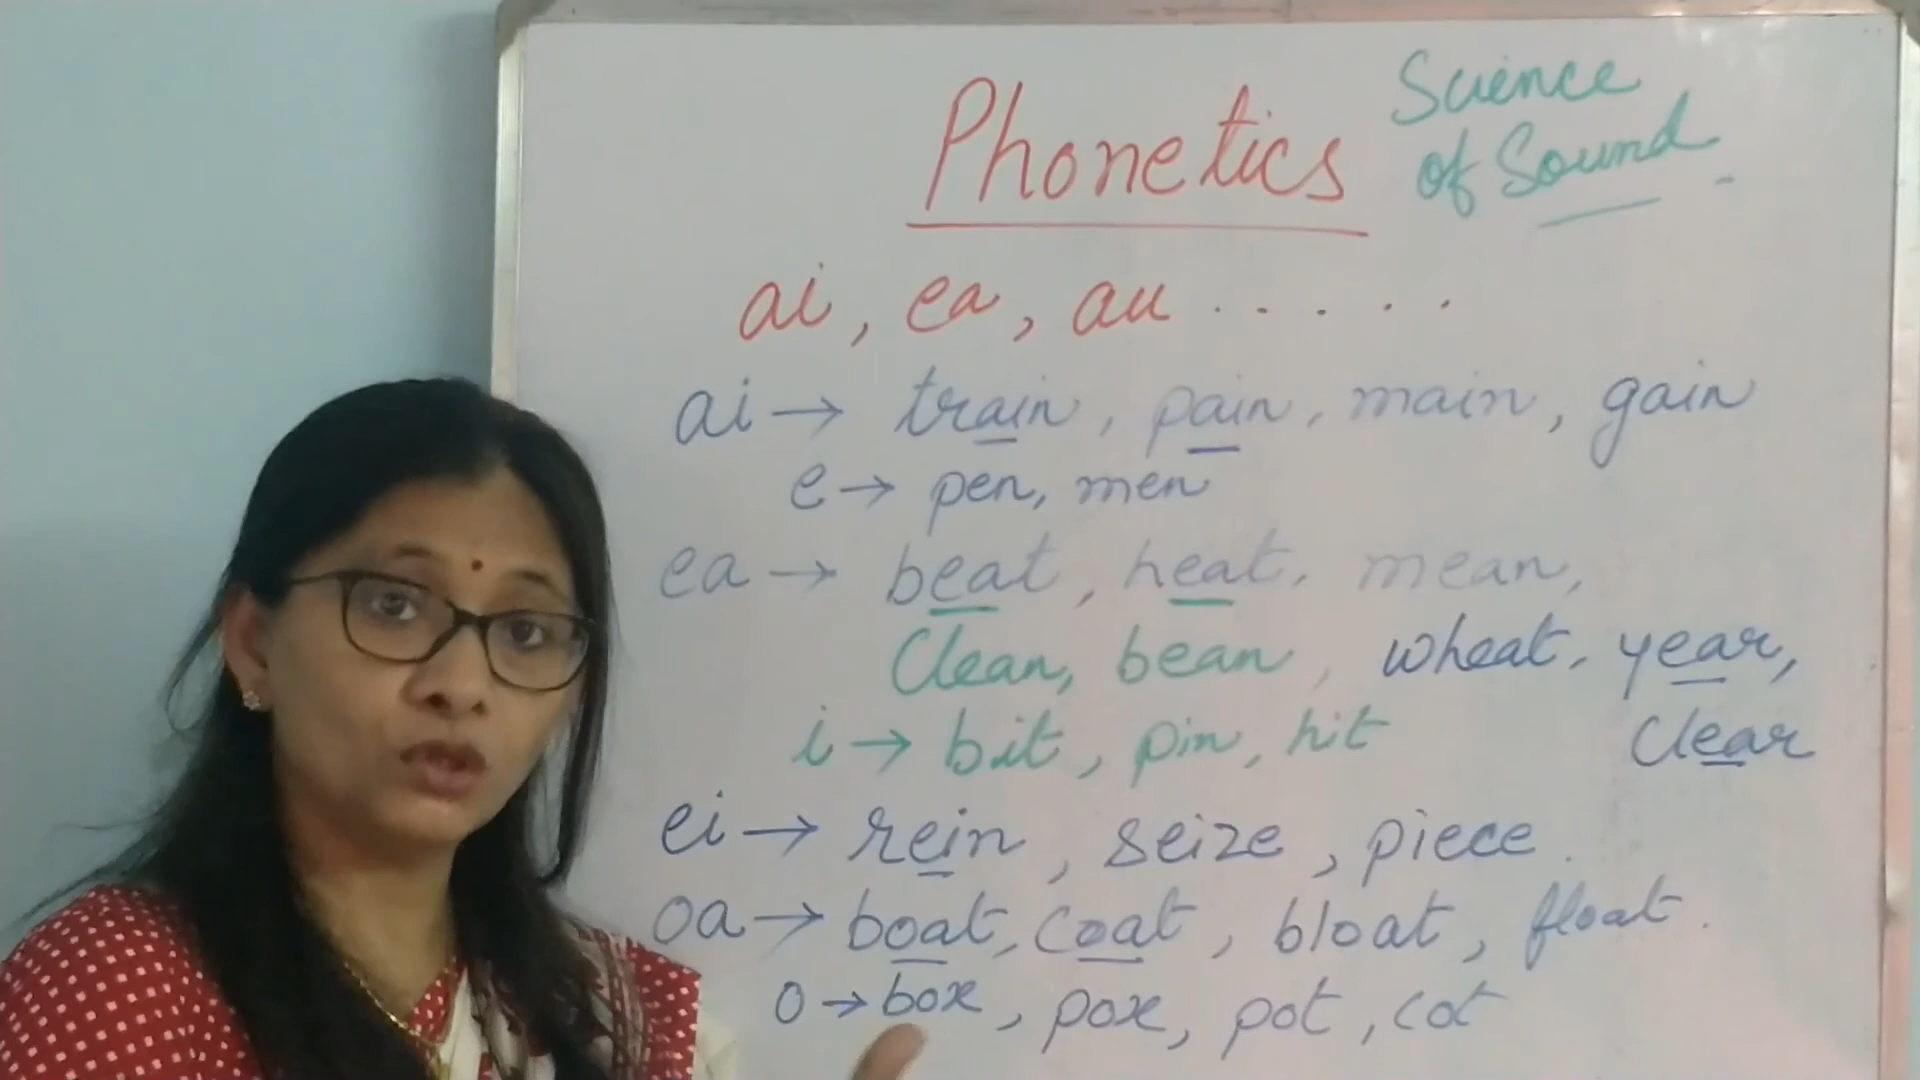 Phonetics
Science
of Sound
ai, ea, au . . . . .
ai → train, pain, main, gain
e → pen, men
ea → beat, heat, mean,
Clean, bean, wheat, year,
i → bit, pin, hit
Clear
ei → rein, seize, piece.
oa → boat, coat, bloat, float.
o → box, pox, pot, cot